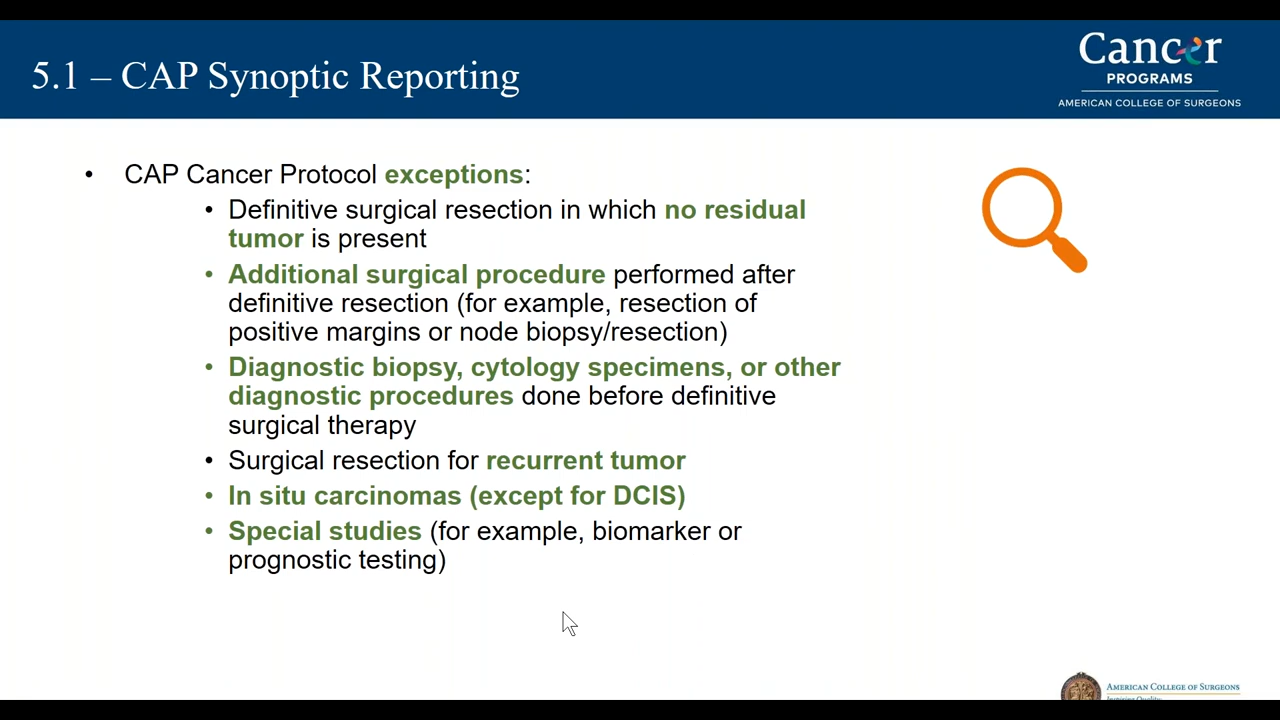 5.1 – CAP Synoptic Reporting
Cancer
PROGRAMS
AMERICAN COLLEGE OF SURGEONS
• CAP Cancer Protocol exceptions:
• Definitive surgical resection in which no residual
tumor is present
• Additional surgical procedure performed after
definitive resection (for example, resection of
positive margins or node biopsy/resection)
• Diagnostic biopsy, cytology specimens, or other
diagnostic procedures done before definitive
surgical therapy
• Surgical resection for recurrent tumor
• In situ carcinomas (except for DCIS)
• Special studies (for example, biomarker or
prognostic testing)
AMERICAN COLLEGE OF SURGEONS